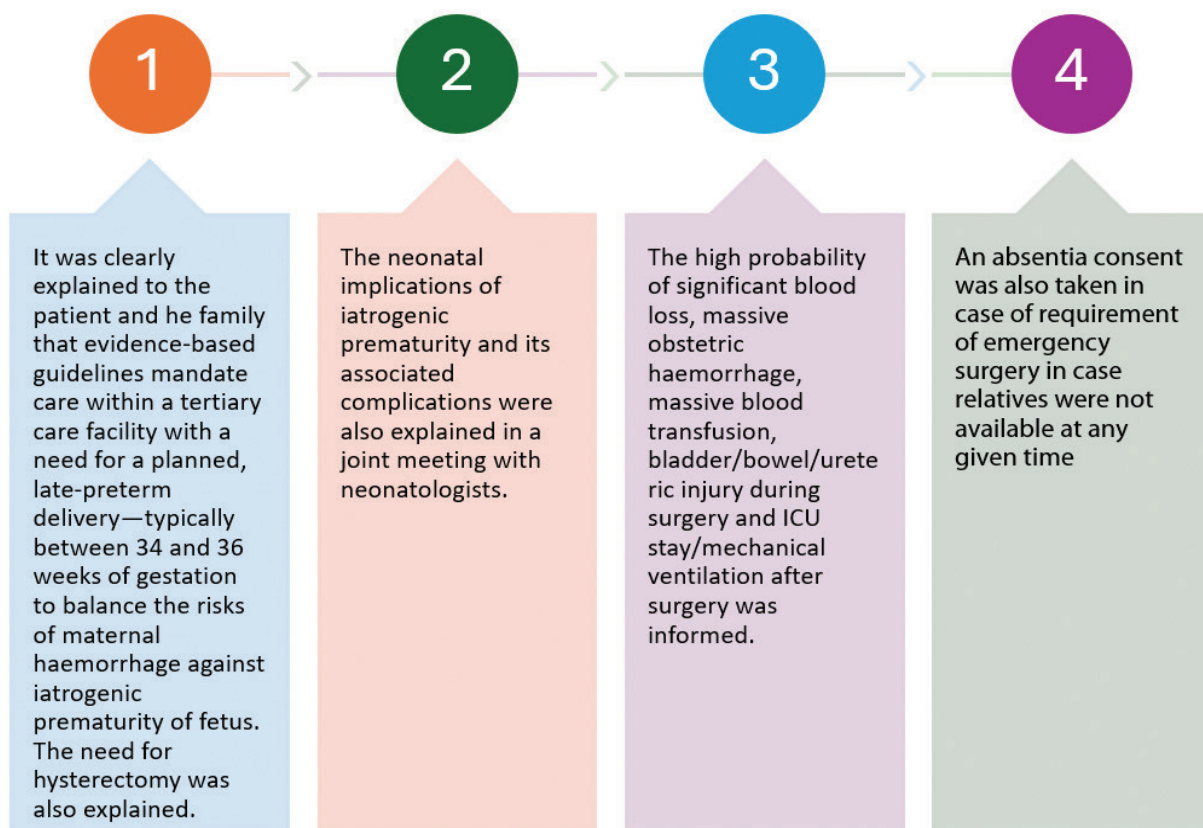 1
2
3
4
It was clearly
explained to the
patient and he family
that evidence-based
guidelines mandate
care within a tertiary
care facility with a
need for a planned,
late-preterm
delivery—typically
between 34 and 36
weeks of gestation
to balance the risks
of maternal
haemorrhage against
iatrogenic
prematurity of fetus.
The need for
hysterectomy was
also explained.
The neonatal
implications of
iatrogenic
prematurity and its
associated
complications were
also explained in a
joint meeting with
neonatologists.
The high probability
of significant blood
loss, massive
obstetric
haemorrhage,
massive blood
transfusion,
bladder/bowel/urete
ric injury during
surgery and ICU
stay/mechanical
ventilation after
surgery was
informed.
An absentia consent
was also taken in
case of requirement
of emergency
surgery in case
relatives were not
available at any
given time